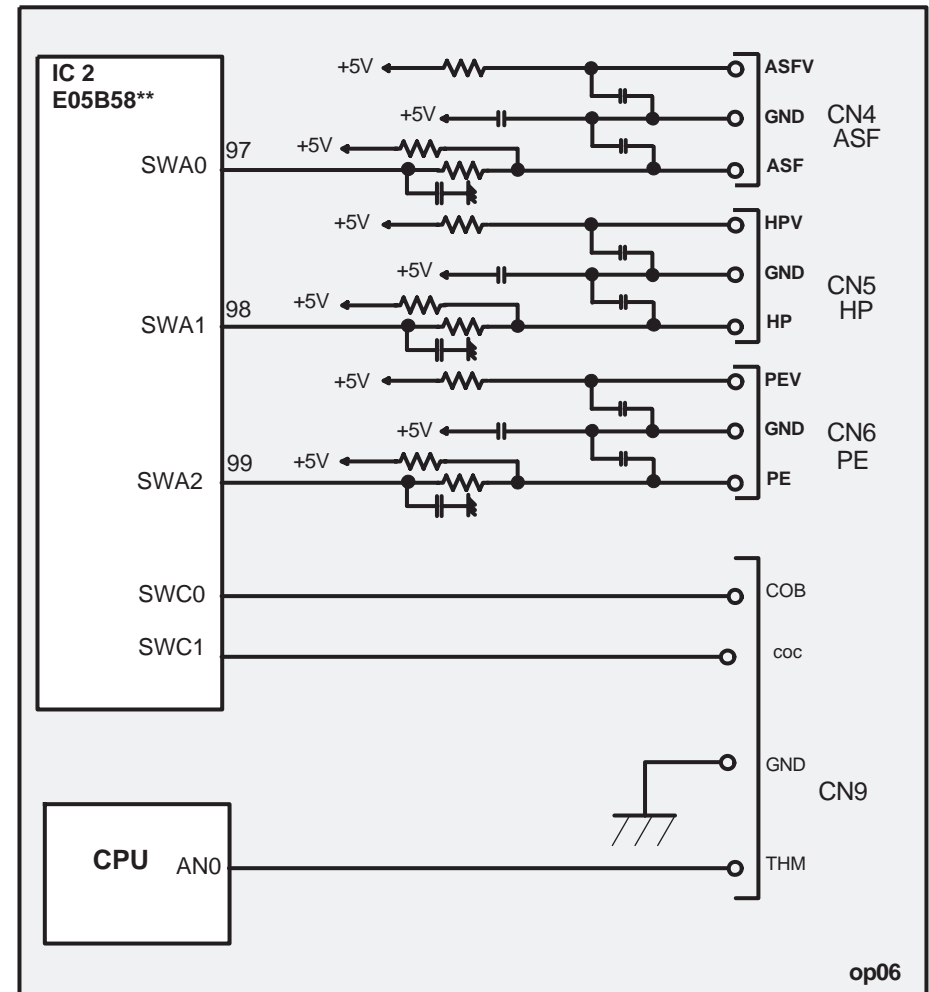 IC 2
E05B58**
+5V
ASFV
+5V
GND
CN4
ASF
SWA0
97
+5V
ASF
+5V
HPV
+5V
GND
CN5
HP
SWA1
98
+5V
HP
+5V
PEV
+5V
GND
CN6
PE
SWA2
99
+5V
PE
SWC0
COB
SWC1
COC
GND
CN9
CPU
AN0
THM
op06